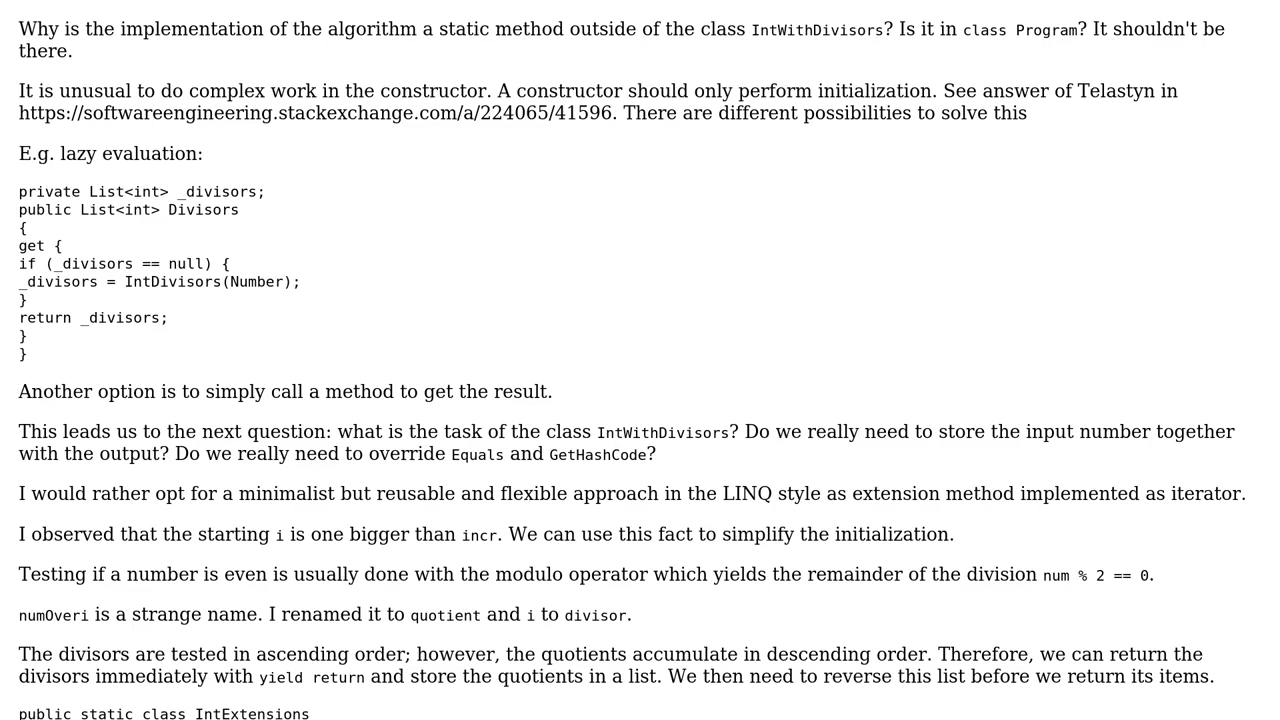 Why is the implementation of the algorithm a static method outside of the class IntWithDivisors? Is it in class Program? It shouldn't be
there.
It is unusual to do complex work in the constructor. A constructor should only perform initialization. See answer of Telastyn in
https://softwareengineering.stackexchange.com/a/224065/41596. There are different possibilities to solve this
E.g. lazy evaluation:
private List<int> _divisors;
public List<int> Divisors
{
get {
if (_divisors == null) {
_divisors = IntDivisors(Number);
}
return _divisors;
}
}
Another option is to simply call a method to get the result.
This leads us to the next question: what is the task of the class IntWithDivisors? Do we really need to store the input number together
with the output? Do we really need to override Equals and GetHashCode?
I would rather opt for a minimalist but reusable and flexible approach in the LINQ style as extension method implemented as iterator.
I observed that the starting i is one bigger than incr. We can use this fact to simplify the initialization.
Testing if a number is even is usually done with the modulo operator which yields the remainder of the division num % 2 == 0.
numOveri is a strange name. I renamed it to quotient and i to divisor.
The divisors are tested in ascending order; however, the quotients accumulate in descending order. Therefore, we can return the
divisors immediately with yield return and store the quotients in a list. We then need to reverse this list before we return its items.
public static class IntExtensions